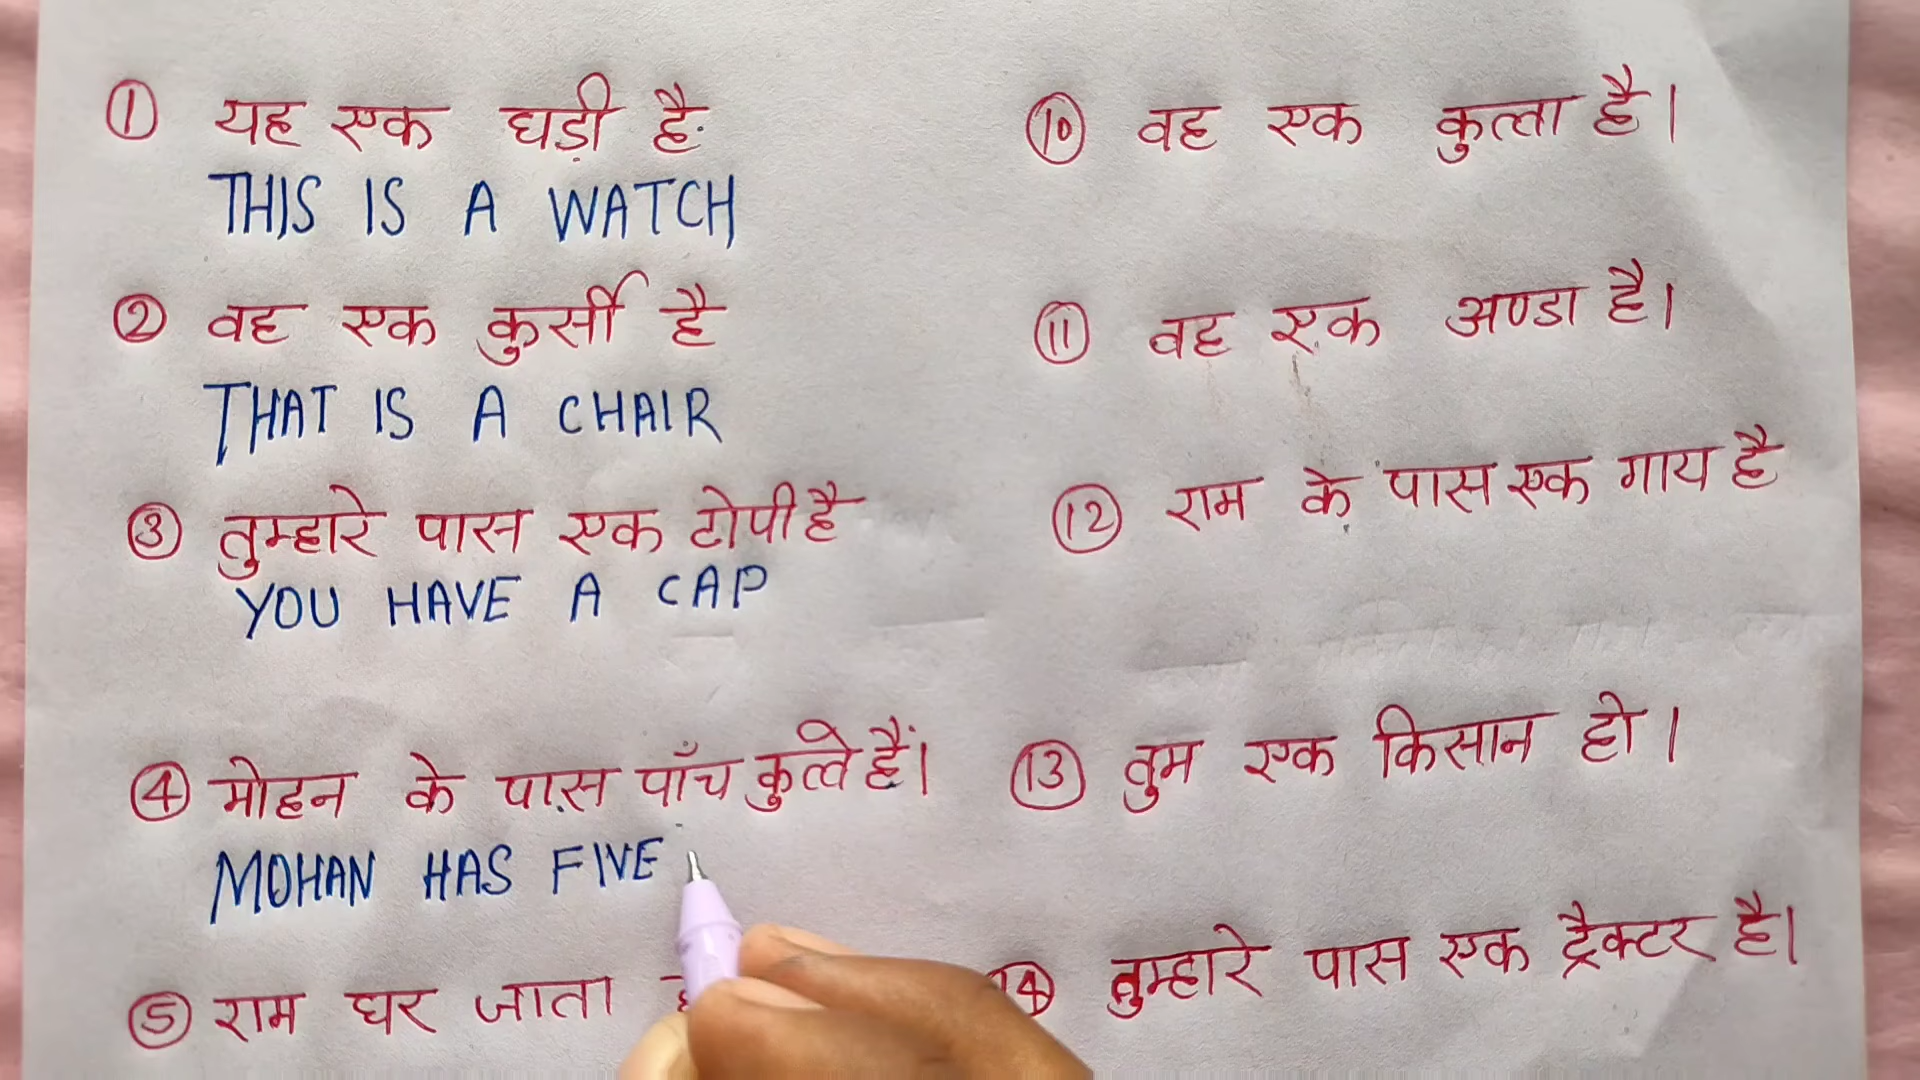 ① यह एक घड़ी है
THIS IS A WATCH
② वह एक कुर्सी है
THAT IS A CHAIR
③ तुम्हारे पास एक टोपी है
YOU HAVE A CAP
④ मोहन के पास पाँच कुत्ते हैं।
MOHAN HAS FIVE
⑤ राम घर जाता
⑩ वह एक कुत्ता है।
⑪ वह एक अण्डा है।
⑫ राम के पास एक गाय है
⑬ तुम एक किसान हो।
⑭ तुम्हारे पास एक ट्रैक्टर है।